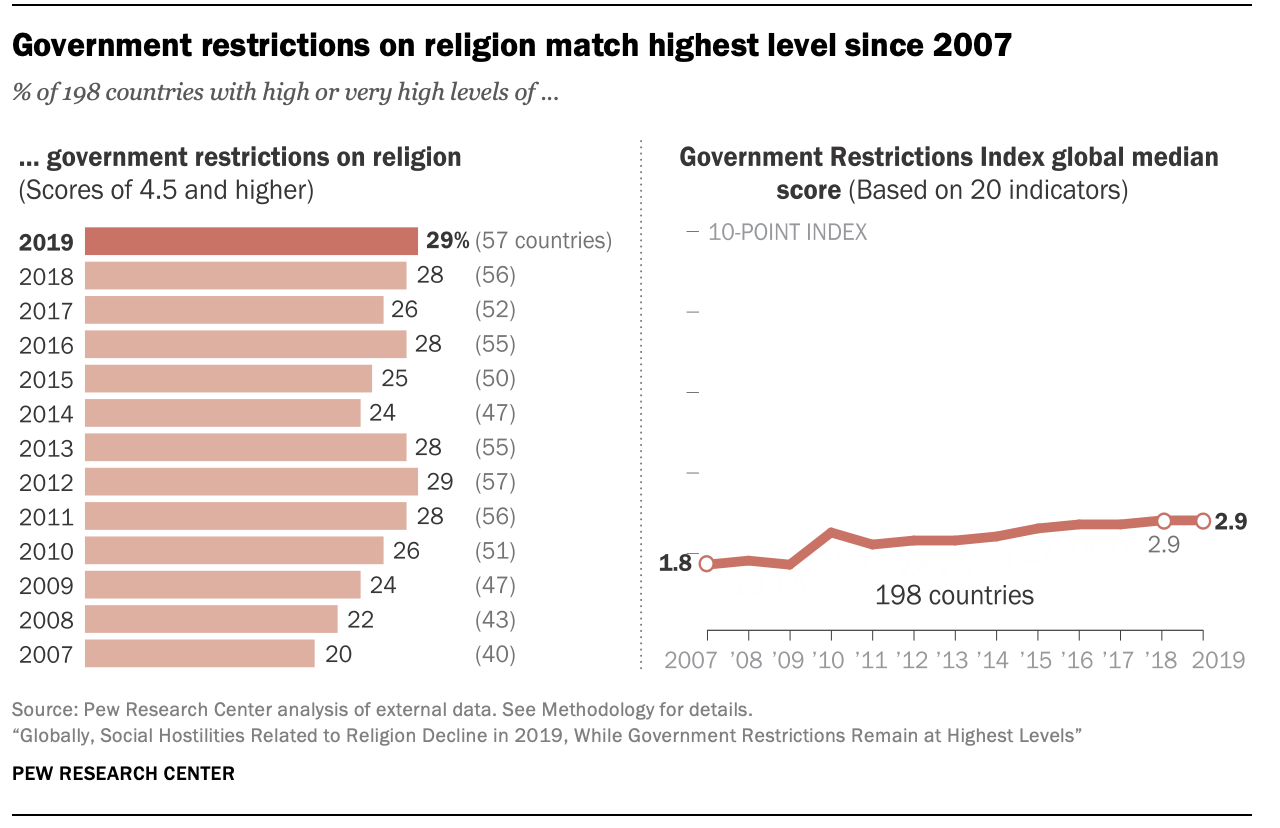 Government restrictions on religion match highest level since 2007
% of 198 countries with high or very high levels of ...
... government restrictions on religion
(Scores of 4.5 and higher)
2019 29% (57 countries)
2018 28 (56)
2017 26 (52)
2016 28 (55)
2015 25 (50)
2014 24 (47)
2013 28 (55)
2012 29 (57)
2011 28 (56)
2010 26 (51)
2009 24 (47)
2008 22 (43)
2007 20 (40)
Government Restrictions Index global median
score (Based on 20 indicators)
10-POINT INDEX
2.9
2.9
1.8
198 countries
2007 ’08 ’09 ’10 ’11 ’12 ’13 ’14 ’15 ’16 ’17 ’18 2019
Source: Pew Research Center analysis of external data. See Methodology for details.
“Globally, Social Hostilities Related to Religion Decline in 2019, While Government Restrictions Remain at Highest Levels”
PEW RESEARCH CENTER